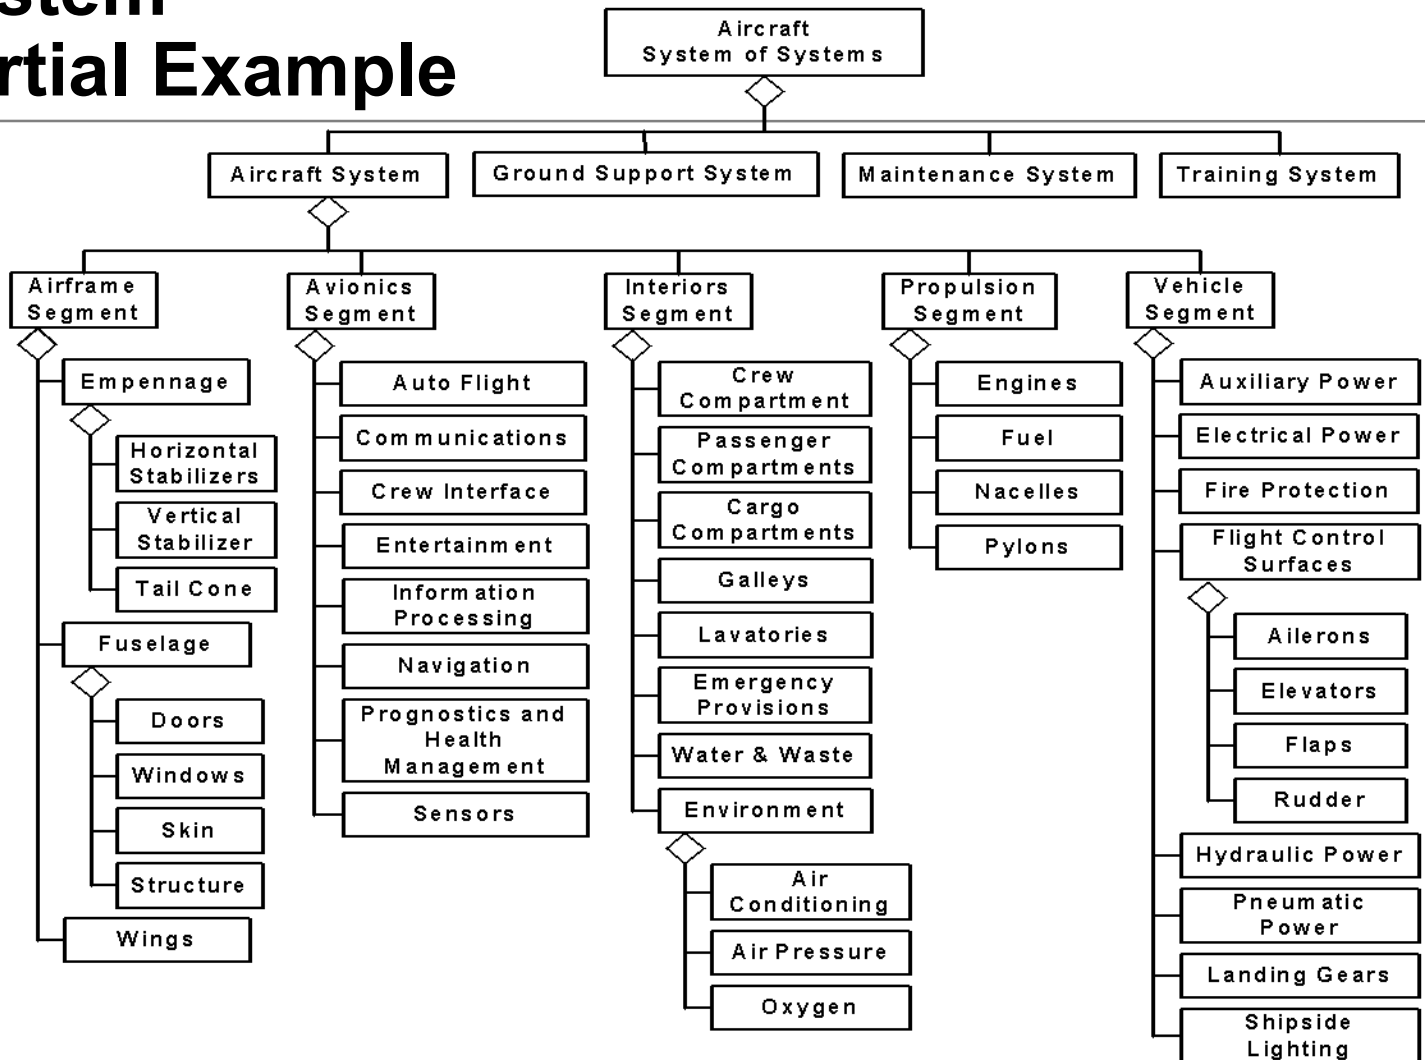 stem
rtial Example
Aircraft
System of Systems
Aircraft System
Ground Support System
Maintenance System
Training System
Airframe
Segment
Empennage
Horizontal
Stabilizers
Vertical
Stabilizer
Tail Cone
Fuselage
Doors
Windows
Skin
Structure
Wings
Avionics
Segment
Auto Flight
Communications
Crew Interface
Entertainment
Information
Processing
Navigation
Prognostics and
Health
Management
Sensors
Interiors
Segment
Crew
Compartment
Passenger
Compartments
Cargo
Compartments
Galleys
Lavatories
Emergency
Provisions
Water & Waste
Environment
Air
Conditioning
Air Pressure
Oxygen
Propulsion
Segment
Engines
Fuel
Nacelles
Pylons
Vehicle
Segment
Auxiliary Power
Electrical Power
Fire Protection
Flight Control
Surfaces
Ailerons
Elevators
Flaps
Rudder
Hydraulic Power
Pneumatic
Power
Landing Gears
Shipside
Lighting